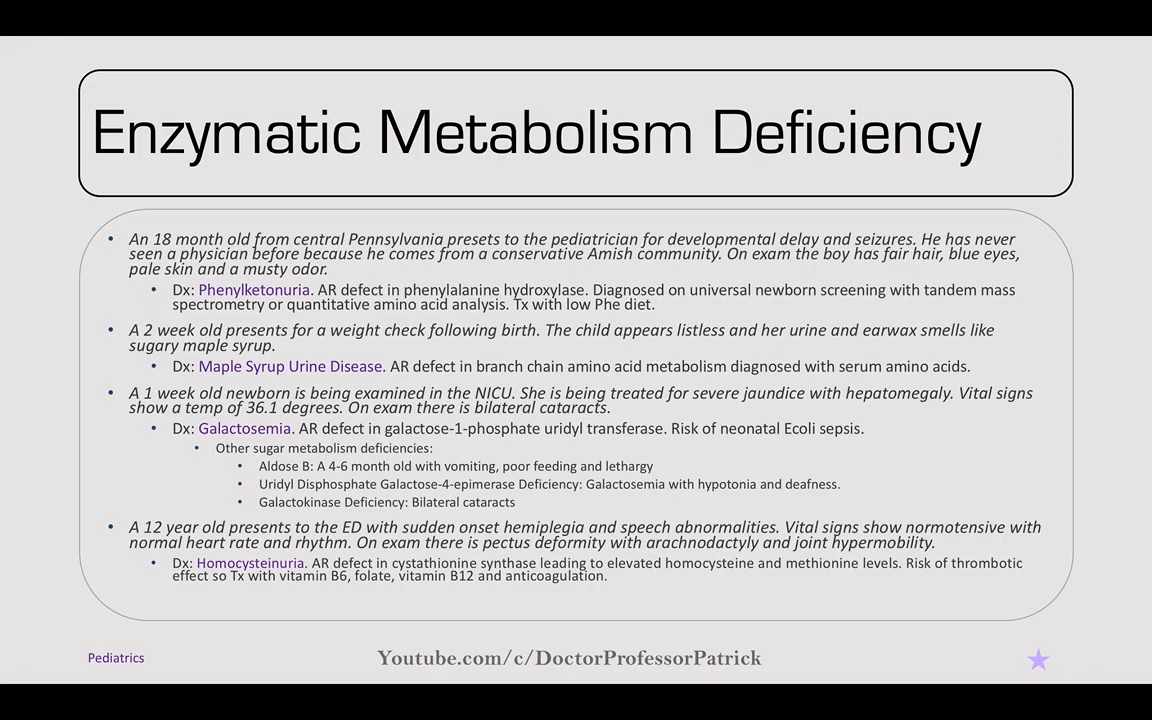 Enzymatic Metabolism Deficiency
• An 18 month old from central Pennsylvania presets to the pediatrician for developmental delay and seizures. He has never
seen a physician before because he comes from a conservative Amish community. On exam the boy has fair hair, blue eyes,
pale skin and a musty odor.
• Dx: Phenylketonuria. AR defect in phenylalanine hydroxylase. Diagnosed on universal newborn screening with tandem mass
spectrometry or quantitative amino acid analysis. Tx with low Phe diet.
• A 2 week old presents for a weight check following birth. The child appears listless and her urine and earwax smells like
sugary maple syrup.
• Dx: Maple Syrup Urine Disease. AR defect in branch chain amino acid metabolism diagnosed with serum amino acids.
• A 1 week old newborn is being examined in the NICU. She is being treated for severe jaundice with hepatomegaly. Vital signs
show a temp of 36.1 degrees. On exam there is bilateral cataracts.
• Dx: Galactosemia. AR defect in galactose-1-phosphate uridyl transferase. Risk of neonatal Ecoli sepsis.
• Other sugar metabolism deficiencies:
• Aldose B: A 4-6 month old with vomiting, poor feeding and lethargy
• Uridyl Disphosphate Galactose-4-epimerase Deficiency: Galactosemia with hypotonia and deafness.
• Galactokinase Deficiency: Bilateral cataracts
• A 12 year old presents to the ED with sudden onset hemiplegia and speech abnormalities. Vital signs show normotensive with
normal heart rate and rhythm. On exam there is pectus deformity with arachnodactyly and joint hypermobility.
• Dx: Homocysteinuria. AR defect in cystathionine synthase leading to elevated homocysteine and methionine levels. Risk of thrombotic
effect so Tx with vitamin B6, folate, vitamin B12 and anticoagulation.
Pediatrics
Youtube.com/c/DoctorProfessorPatrick